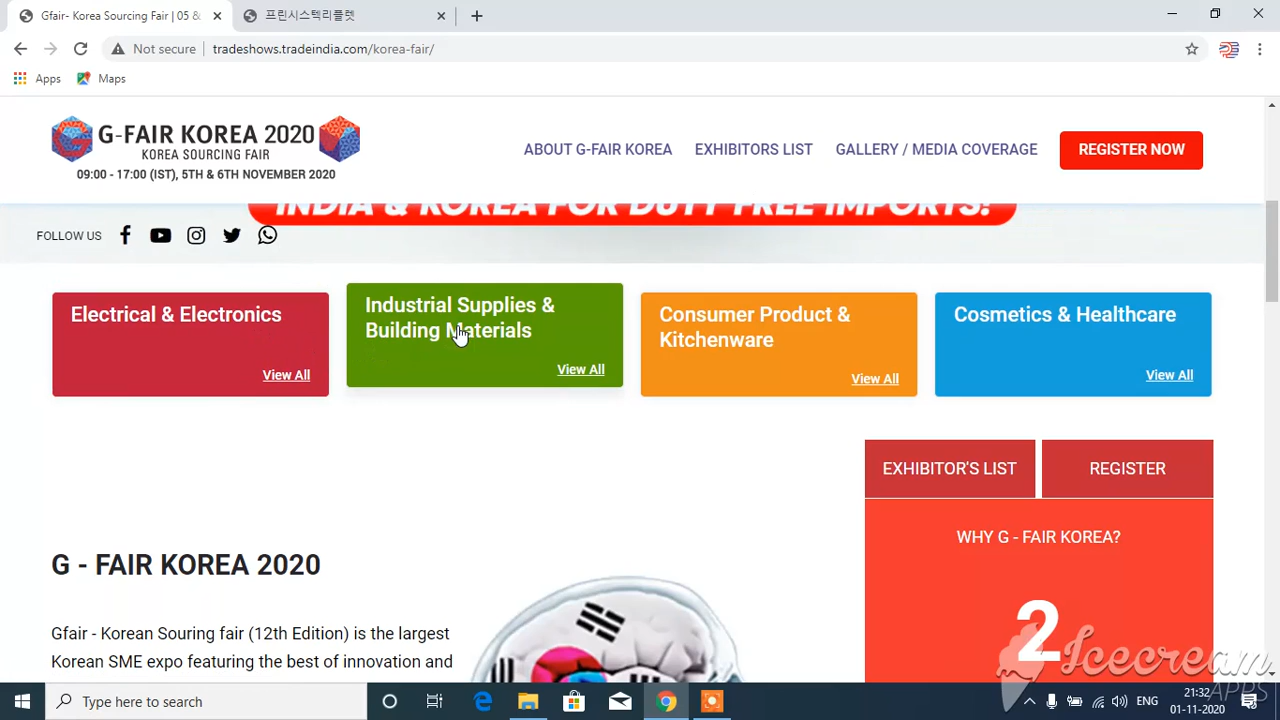 Gfair- Korea Sourcing Fair | 05 &
프린시스텍리플렛
Not secure
tradeshows.tradeindia.com/korea-fair/
Apps
Maps
G-FAIR KOREA 2020
KOREA SOURCING FAIR
09:00 - 17:00 (IST), 5TH & 6TH NOVEMBER 2020
ABOUT G-FAIR KOREA
EXHIBITORS LIST
GALLERY / MEDIA COVERAGE
REGISTER NOW
INDIA & KOREA FOR DUTY FREE IMPORTS!
FOLLOW US
Electrical & Electronics
View All
Industrial Supplies &
Building Materials
View All
Consumer Product &
Kitchenware
View All
Cosmetics & Healthcare
View All
EXHIBITOR'S LIST
REGISTER
WHY G - FAIR KOREA?
2
G - FAIR KOREA 2020
Gfair - Korean Souring fair (12th Edition) is the largest
Korean SME expo featuring the best of innovation and
Icecream
APPS
Type here to search
ENG
21:32
01-11-2020